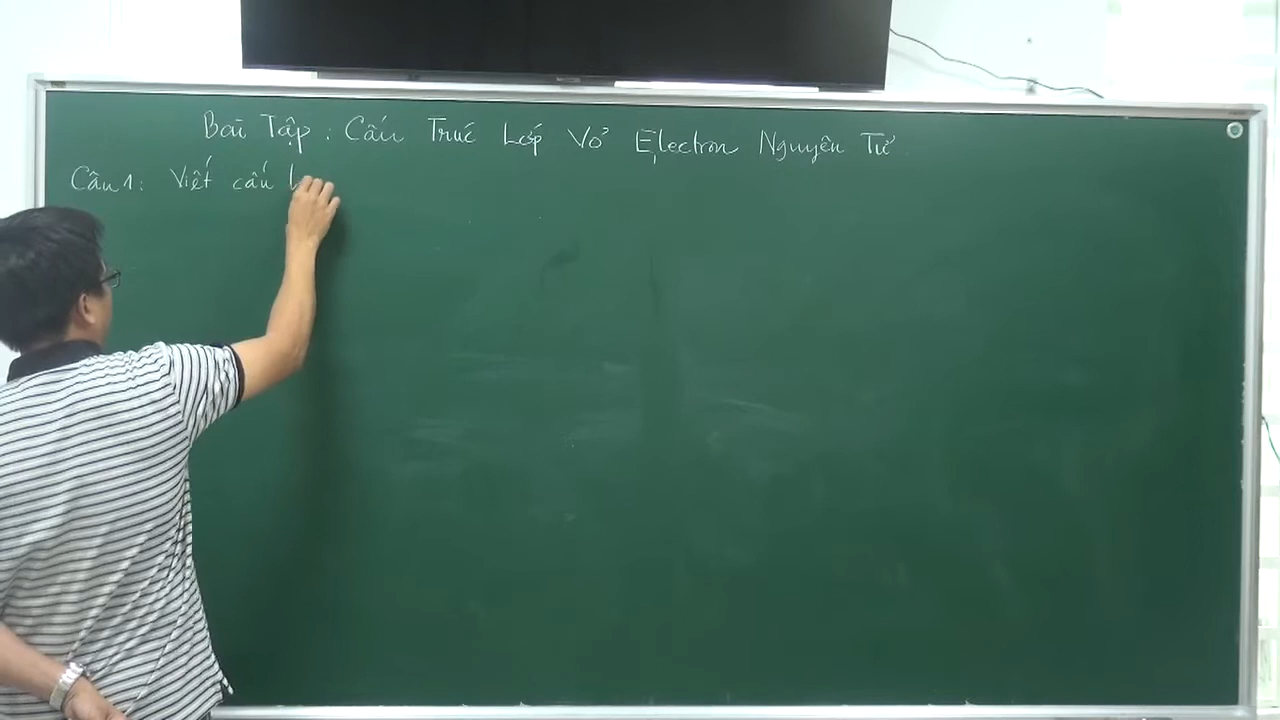 Bài Tập : Cấu Trúc Lớp Vỏ Electron Nguyên Tử
Câu 1: Viết cấu h